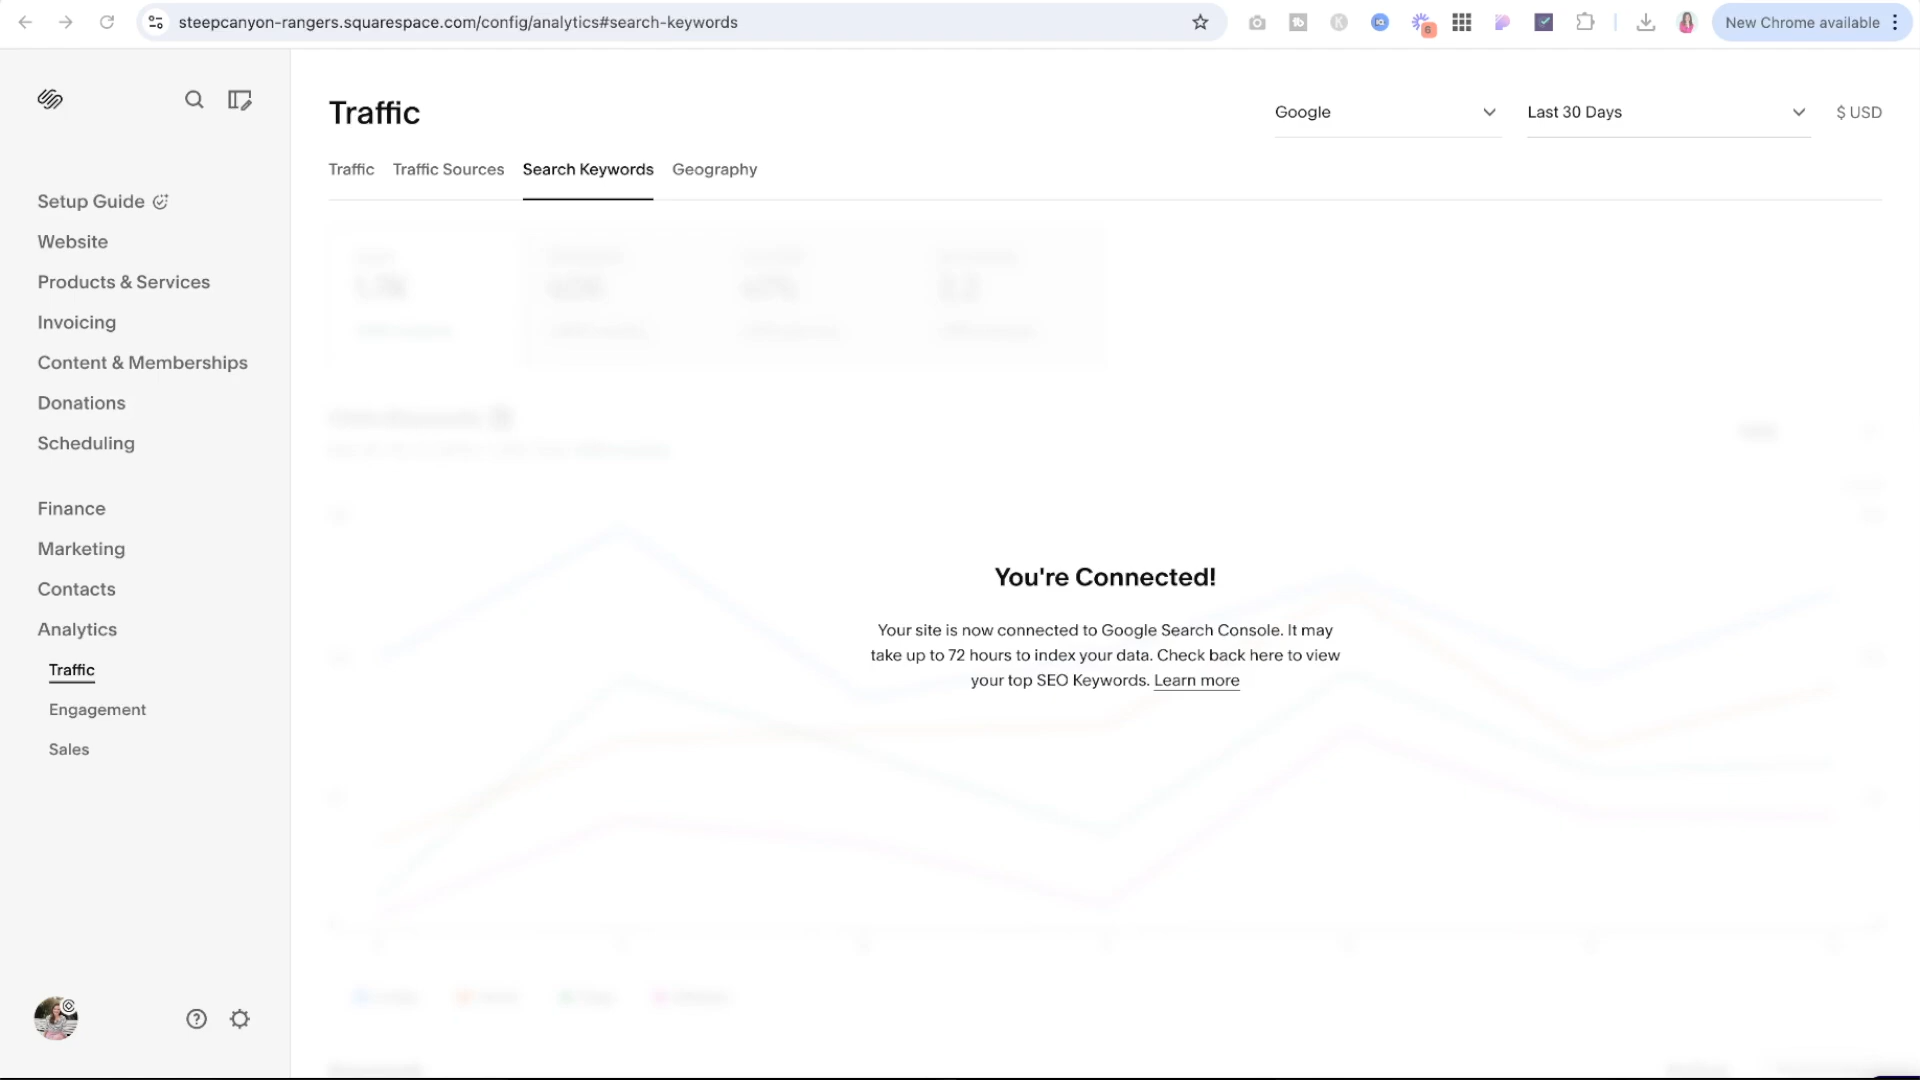 steepcanyon-rangers.squarespace.com/config/analytics#search-keywords
6
New Chrome available
Traffic
Google
Last 30 Days
$ USD
Traffic
Traffic Sources
Search Keywords
Geography
Setup Guide
Website
Products & Services
Invoicing
Content & Memberships
Donations
Scheduling
Finance
Marketing
Contacts
Analytics
Traffic
Engagement
Sales
You're Connected!
Your site is now connected to Google Search Console. It may
take up to 72 hours to index your data. Check back here to view
your top SEO Keywords. Learn more